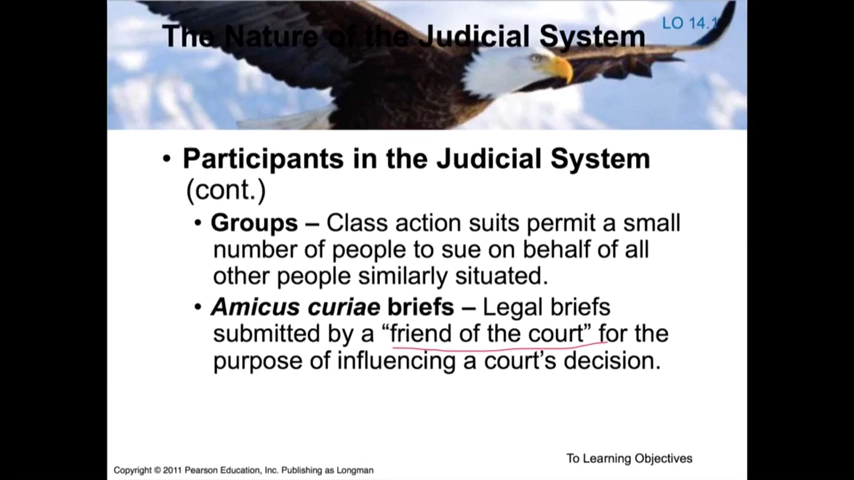 The Nature of the Judicial System
LO 14.1
• Participants in the Judicial System
(cont.)
• Groups – Class action suits permit a small
number of people to sue on behalf of all
other people similarly situated.
• Amicus curiae briefs – Legal briefs
submitted by a “friend of the court” for the
purpose of influencing a court’s decision.
To Learning Objectives
Copyright © 2011 Pearson Education, Inc. Publishing as Longman